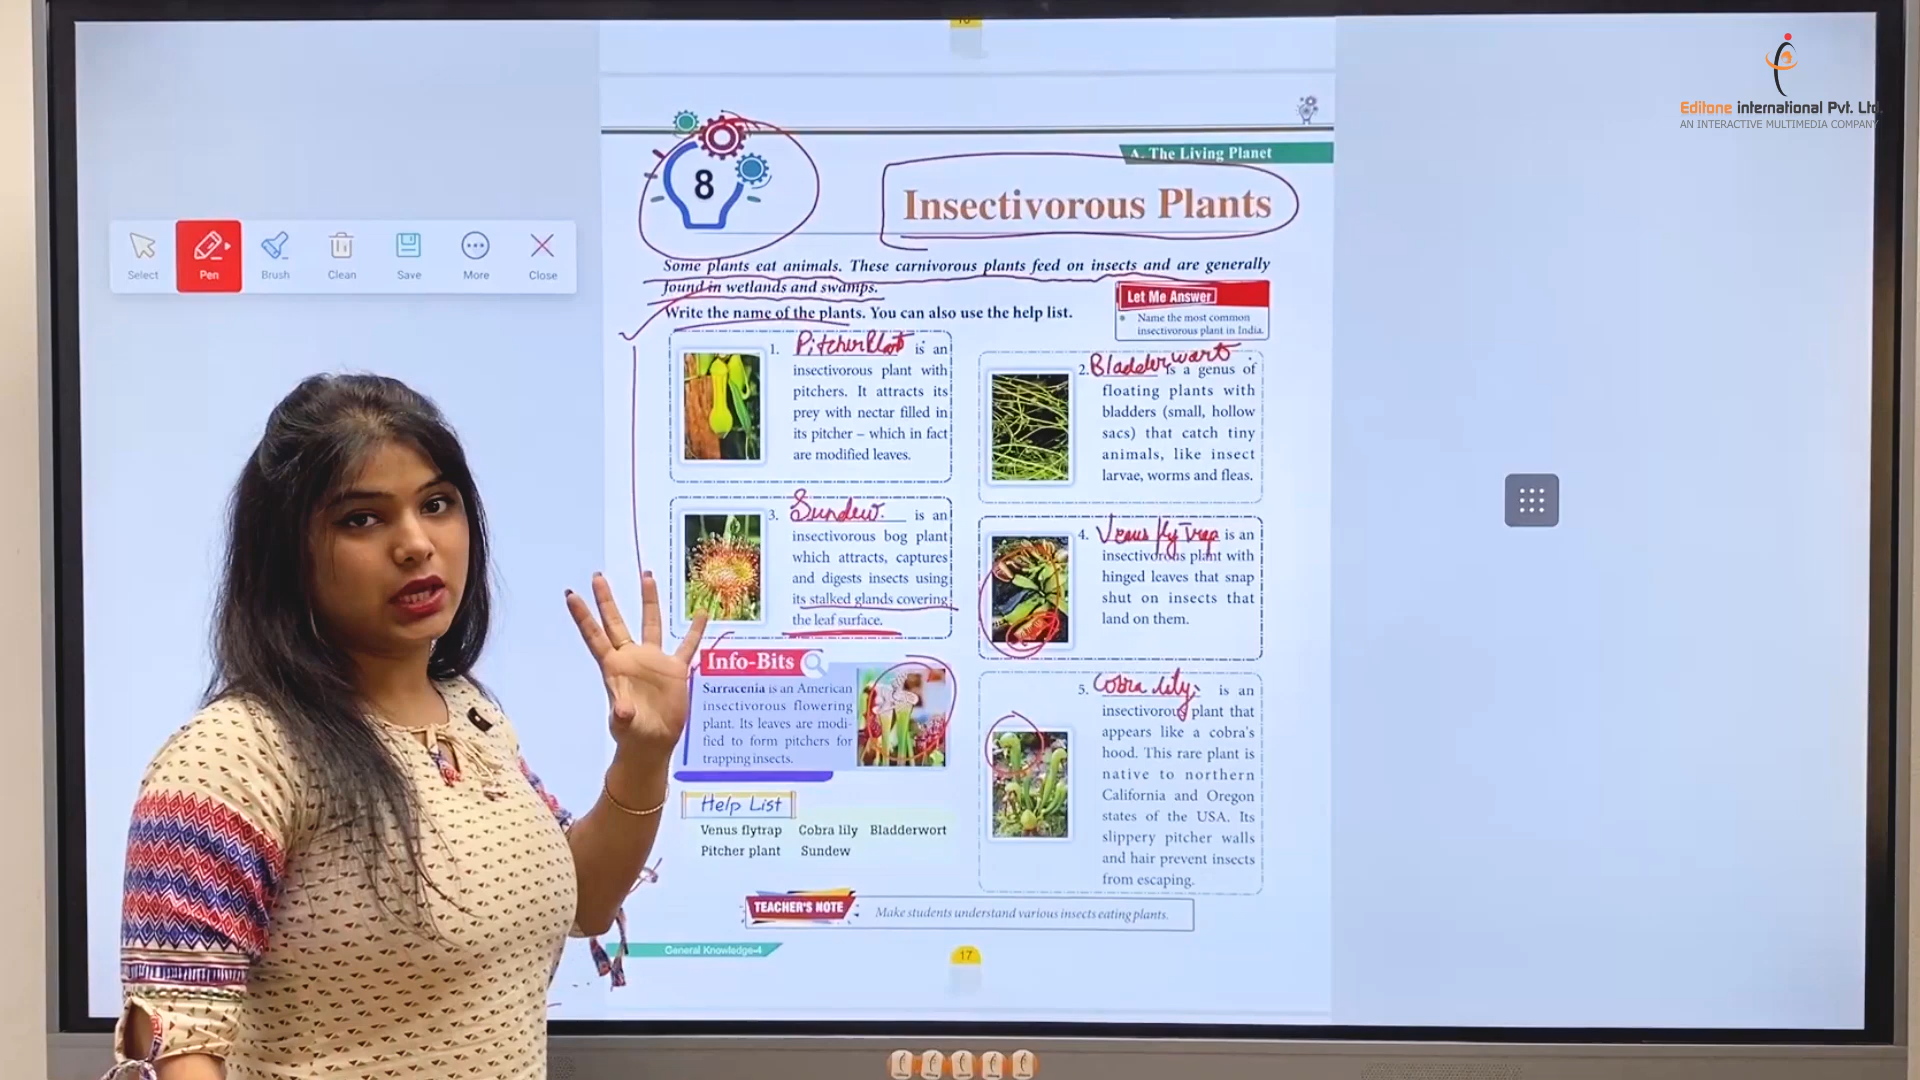 16
Editone international Pvt. Ltd.
AN INTERACTIVE MULTIMEDIA COMPANY
A. The Living Planet
8
Insectivorous Plants
Select
Pen
Brush
Clean
Save
More
Close
Some plants eat animals. These carnivorous plants feed on insects and are generally
found in wetlands and swamps.
Write the name of the plants. You can also use the help list.
Let Me Answer
Name the most common
insectivorous plant in India.
1. Pitcher Plant is an
insectivorous plant with
pitchers. It attracts its
prey with nectar filled in
its pitcher – which in fact
are modified leaves.
2. Bladderwart is a genus of
floating plants with
bladders (small, hollow
sacs) that catch tiny
animals, like insect
larvae, worms and fleas.
3. Sundew. is an
insectivorous bog plant
which attracts, captures
and digests insects using
its stalked glands covering
the leaf surface.
4. Venus fly Trap is an
insectivorous plant with
hinged leaves that snap
shut on insects that
land on them.
Info-Bits
Sarracenia is an American
insectivorous flowering
plant. Its leaves are modi-
fied to form pitchers for
trapping insects.
5. Cobra lily is an
insectivorous plant that
appears like a cobra's
hood. This rare plant is
native to northern
California and Oregon
states of the USA. Its
slippery pitcher walls
and hair prevent insects
from escaping.
Help List
Venus flytrap Cobra lily Bladderwort
Pitcher plant Sundew
TEACHER'S NOTE
Make students understand various insects eating plants.
General Knowledge-4
17